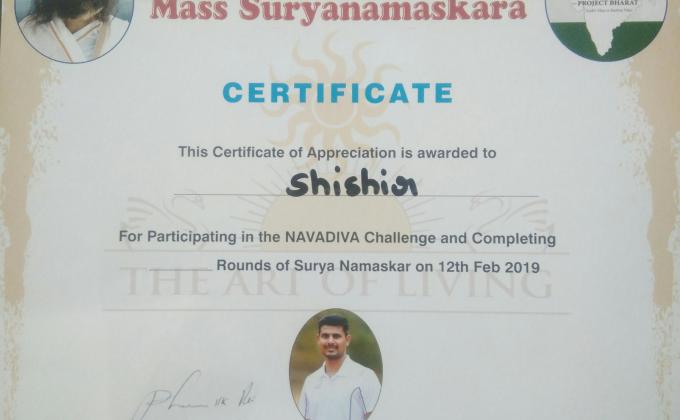 Mass Suryanamaskara
PROJECT BHARAT
CERTIFICATE
This Certificate of Appreciation is awarded to
Shishir
For Participating in the NAVADIVA Challenge and Completing
Rounds of Surya Namaskar on 12th Feb 2019
THE ART OF LIVING